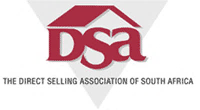 DSa
THE DIRECT SELLING ASSOCIATION OF SOUTH AFRICA